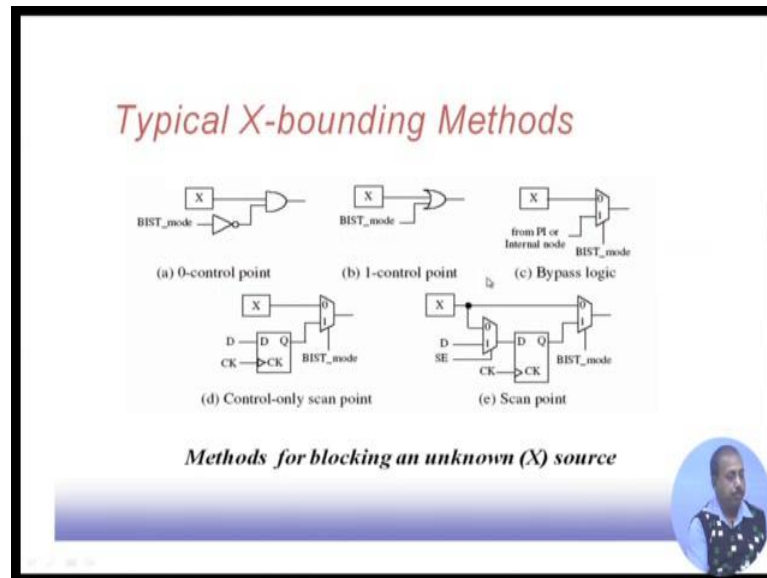 Typical X-bounding Methods
X
BIST_mode
(a) 0-control point
X
BIST_mode
(b) 1-control point
X
0
1
from PI or
Internal node
BIST_mode
(c) Bypass logic
X
0
1
D
D Q
CK
CK
BIST_mode
(d) Control-only scan point
X
0
1
D
SE
D Q
CK
CK
0
1
BIST_mode
(e) Scan point
Methods for blocking an unknown (X) source